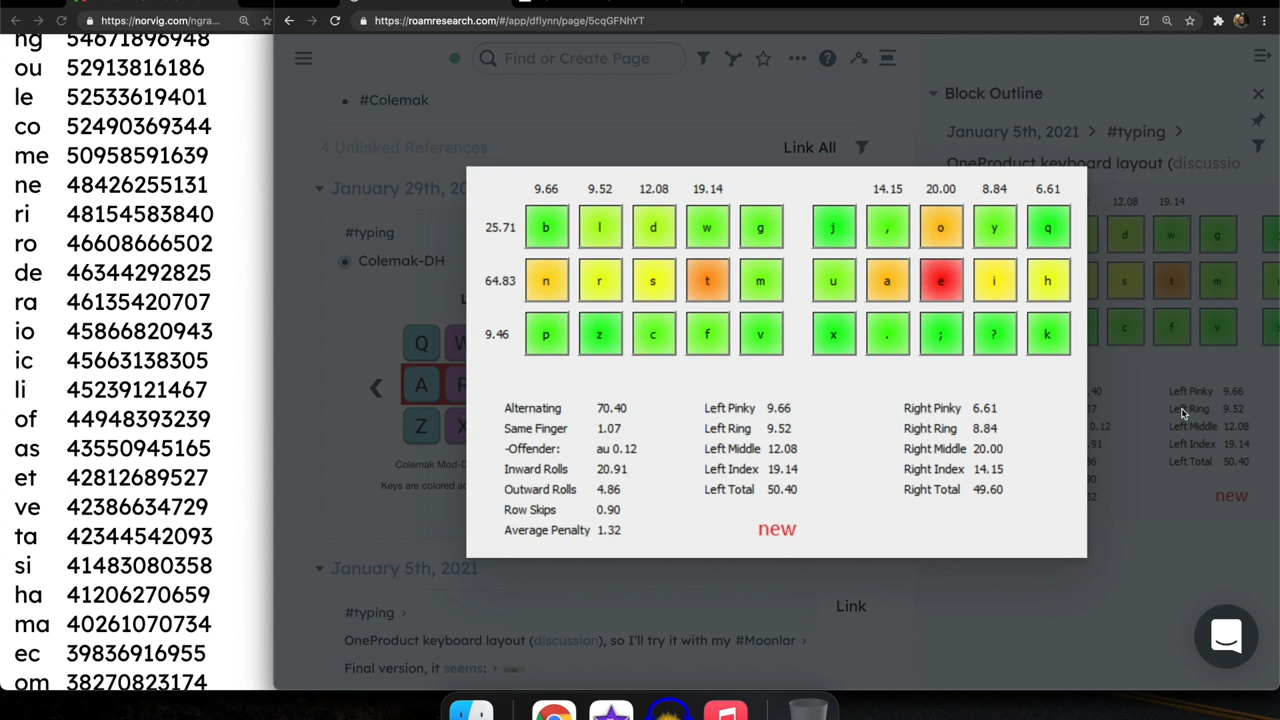 https://norvig.com/ngra...
https://roamresearch.com/#/app/dflynn/page/5cqGFNhYT
ng 54671896948
ou 52913816186
le 52533619401
co 52490369344
me 50958591639
ne 48426255131
ri 48154583840
ro 46608666502
de 46344292825
ra 46135420707
io 45866820943
ic 45663138305
li 45239121467
of 44948393239
as 43550945165
et 42812689527
ve 42386634729
ta 42344542093
si 41483080358
ha 41206270659
ma 40261070734
ec 39836916955
om 38270823174
Find or Create Page
#Colemak
4 Unlinked References
Link All
January 29th, 20
#typing
Colemak-DH
Q W
A R
Z X
Colemak Mod-D
Keys are colored a
9.66 9.52 12.08 19.14 14.15 20.00 8.84 6.61
25.71 b l d w g j , o y q
64.83 n r s t m u a e i h
9.46 p z c f v x . ; ? k
Alternating 70.40
Same Finger 1.07
-Offender: au 0.12
Inward Rolls 20.91
Outward Rolls 4.86
Row Skips 0.90
Average Penalty 1.32
Left Pinky 9.66
Left Ring 9.52
Left Middle 12.08
Left Index 19.14
Left Total 50.40
Right Pinky 6.61
Right Ring 8.84
Right Middle 20.00
Right Index 14.15
Right Total 49.60
new
January 5th, 2021
#typing
Link
OneProduct keyboard layout (discussion), so I'll try it with my #Moonlar
Final version, it seems:
Block Outline
January 5th, 2021 > #typing >
OneProduct keyboard layout (discussio
12.08 19.14
d w g
s t m
c f v
Left Pinky 9.66
Left Ring 9.52
Left Middle 12.08
Left Index 19.14
Left Total 50.40
new